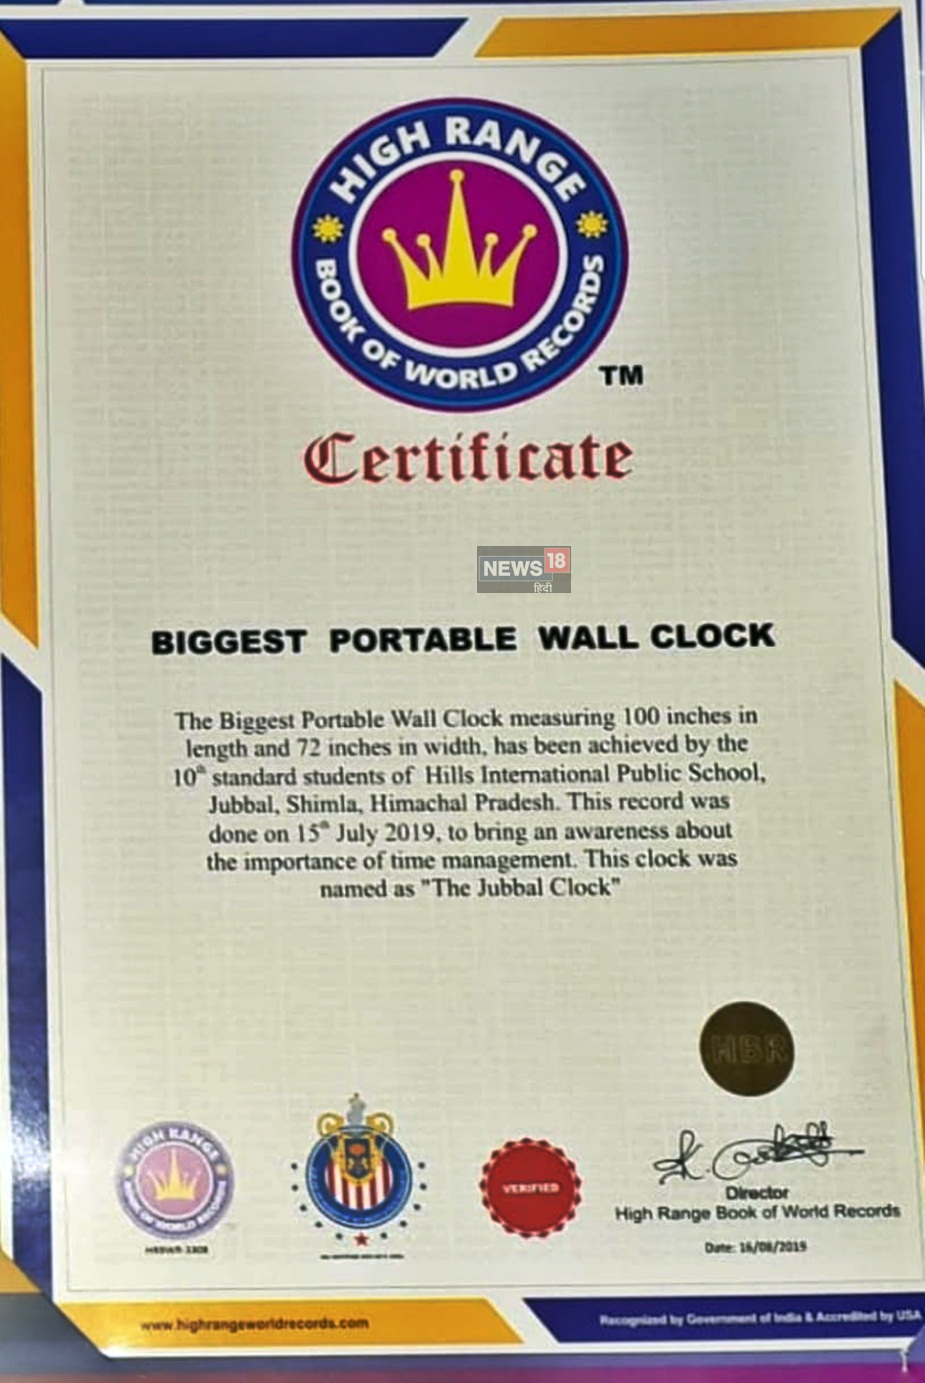 HIGH RANGE
BOOK OF WORLD RECORDS
TM
Certificate
NEWS 18
हिंदी
BIGGEST PORTABLE WALL CLOCK
The Biggest Portable Wall Clock measuring 100 inches in
length and 72 inches in width, has been achieved by the
10th standard students of Hills International Public School,
Jubbal, Shimla, Himachal Pradesh. This record was
done on 15th July 2019, to bring an awareness about
the importance of time management. This clock was
named as "The Jubbal Clock"
HBR
HIGH RANGE
BOOK OF WORLD RECORDS
VERIFIED
Director
High Range Book of World Records
Date: 16/08/2019
www.highrangeworldrecords.com
Recognized by Government of India & Accredited by USA